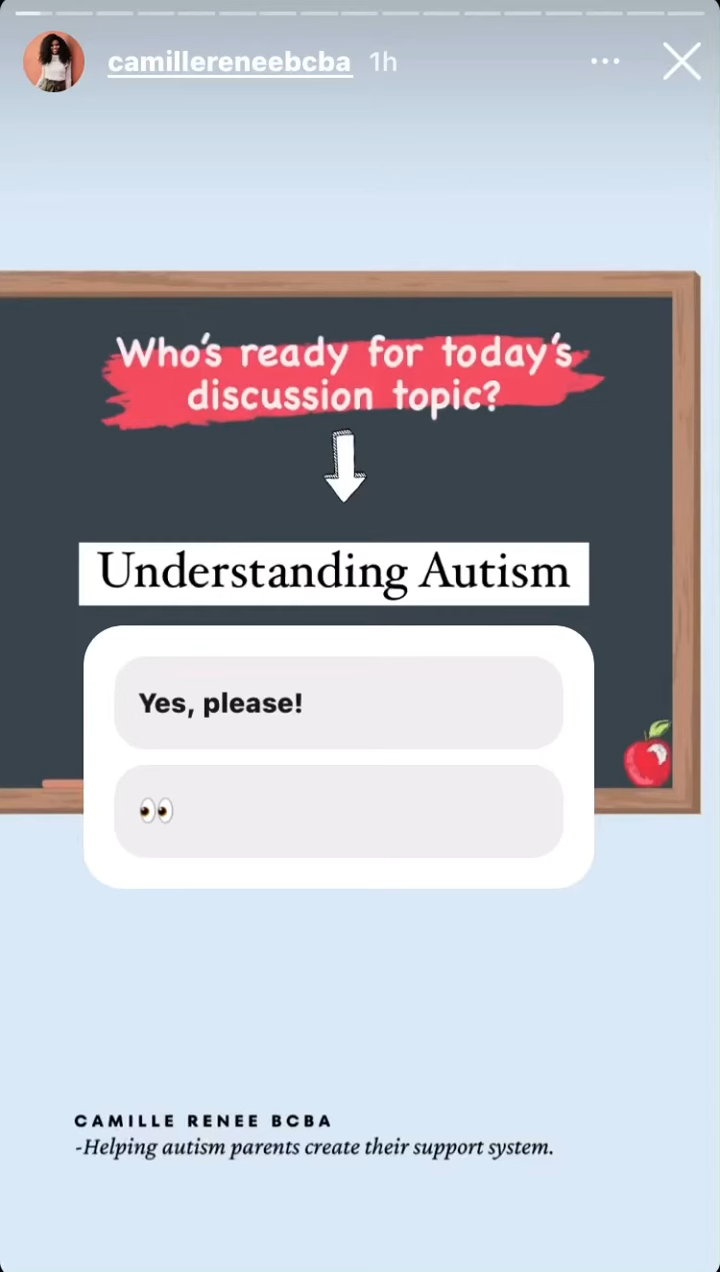 camillereneebcba 1h
Who's ready for today's
discussion topic?
Understanding Autism
Yes, please!
👀
CAMILLE RENEE BCBA
-Helping autism parents create their support system.